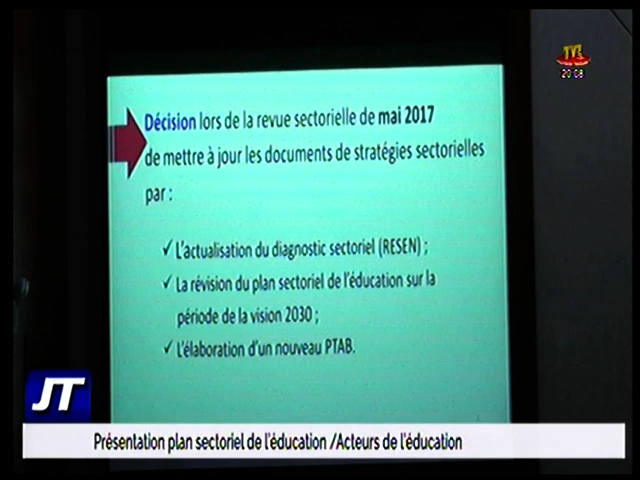 20:08
Décision lors de la revue sectorielle de mai 2017
de mettre à jour les documents de stratégies sectorielles
par :
✓ L'actualisation du diagnostic sectoriel (RESEN) ;
✓ La révision du plan sectoriel de l'éducation sur la
période de la vision 2030 ;
✓ L'élaboration d'un nouveau PTAB.
JT
Présentation plan sectoriel de l'éducation /Acteurs de l'éducation